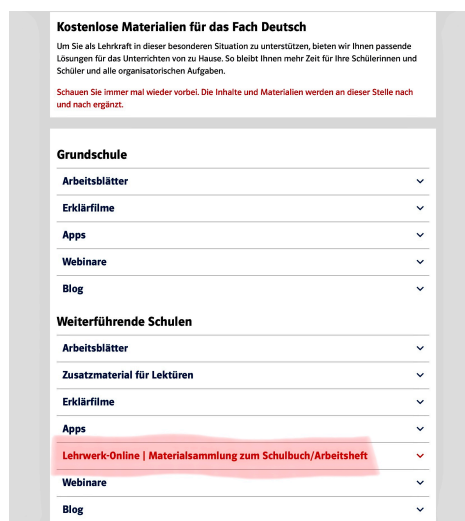 Kostenlose Materialien für das Fach Deutsch
Um Sie als Lehrkraft in dieser besonderen Situation zu unterstützen, bieten wir Ihnen passende
Lösungen für das Unterrichten von zu Hause. So bleibt Ihnen mehr Zeit für Ihre Schülerinnen und
Schüler und alle organisatorischen Aufgaben.
Schauen Sie immer mal wieder vorbei. Die Inhalte und Materialien werden an dieser Stelle nach
und nach ergänzt.
Grundschule
Arbeitsblätter
Erklärfilme
Apps
Webinare
Blog
Weiterführende Schulen
Arbeitsblätter
Zusatzmaterial für Lektüren
Erklärfilme
Apps
Lehrwerk-Online | Materialsammlung zum Schulbuch/Arbeitsheft
Webinare
Blog